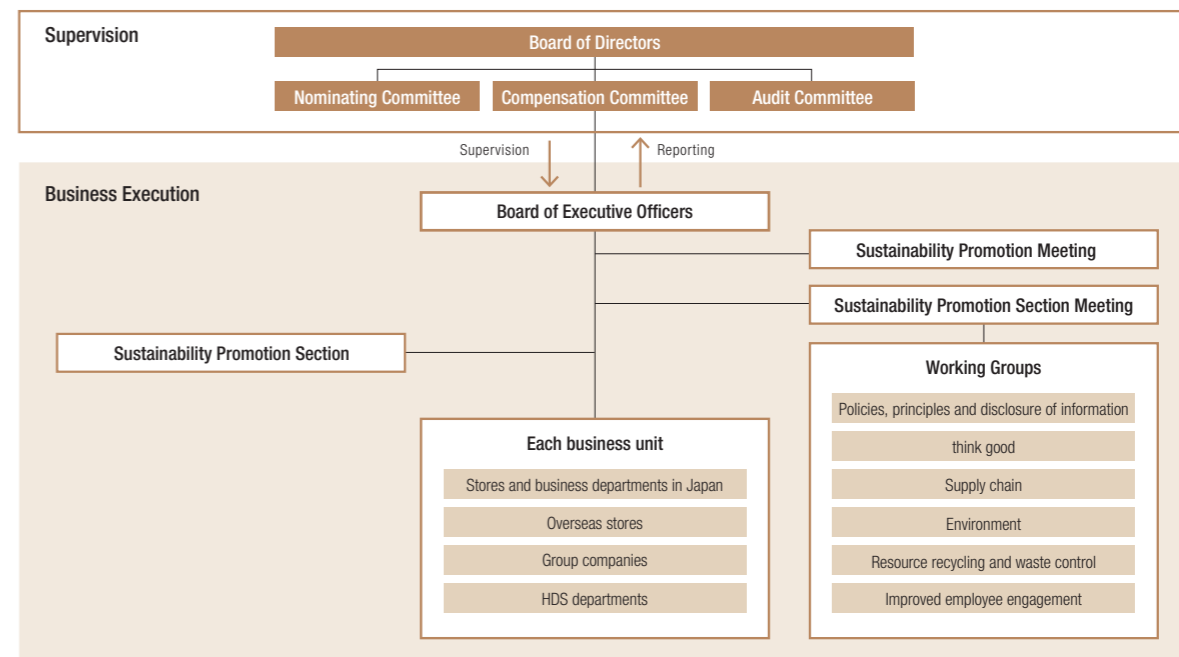 Supervision
Board of Directors
Nominating Committee
Compensation Committee
Audit Committee
Supervision
Reporting
Business Execution
Board of Executive Officers
Sustainability Promotion Meeting
Sustainability Promotion Section Meeting
Sustainability Promotion Section
Working Groups
Policies, principles and disclosure of information
think good
Supply chain
Environment
Resource recycling and waste control
Improved employee engagement
Each business unit
Stores and business departments in Japan
Overseas stores
Group companies
HDS departments